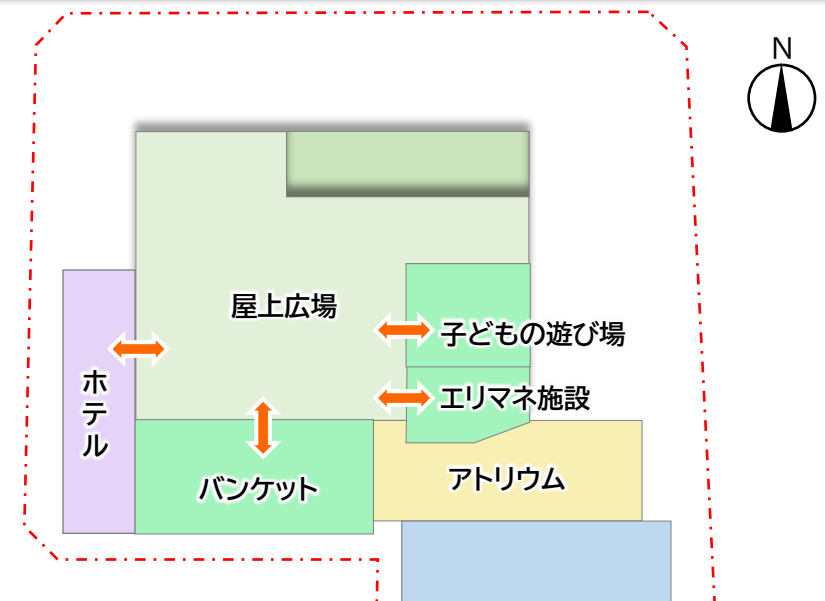 N
屋上広場
子どもの遊び場
エリマネ施設
ホテル
バンケット
アトリウム